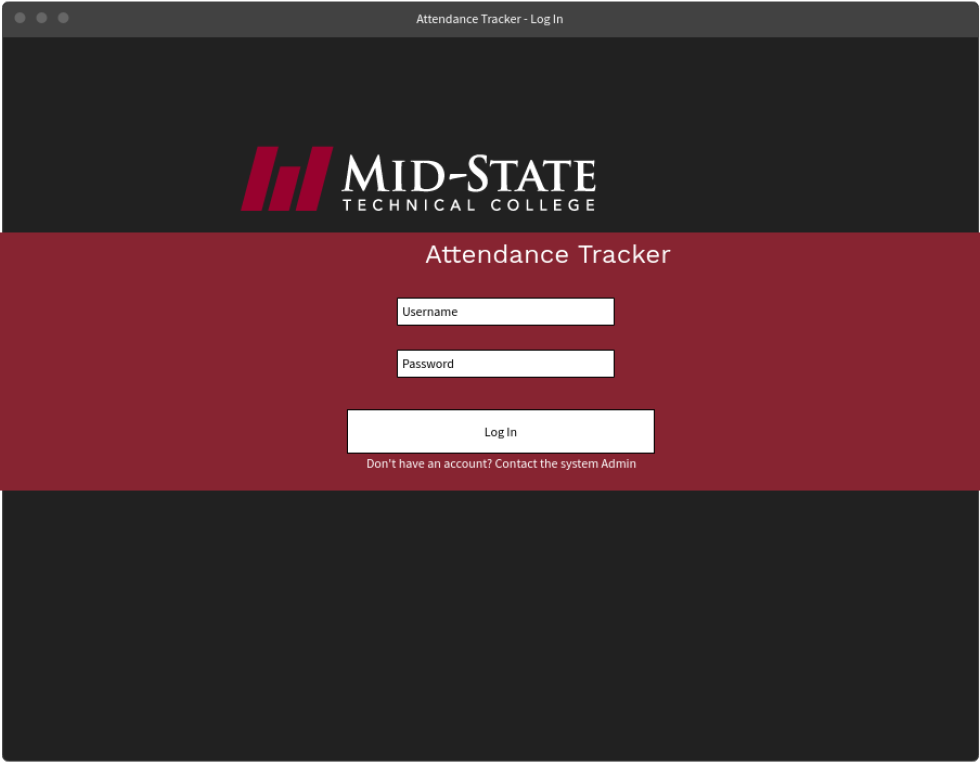 Attendance Tracker - Log In
MID-STATE
TECHNICAL COLLEGE
Attendance Tracker
Username
Password
Log In
Don't have an account? Contact the system Admin